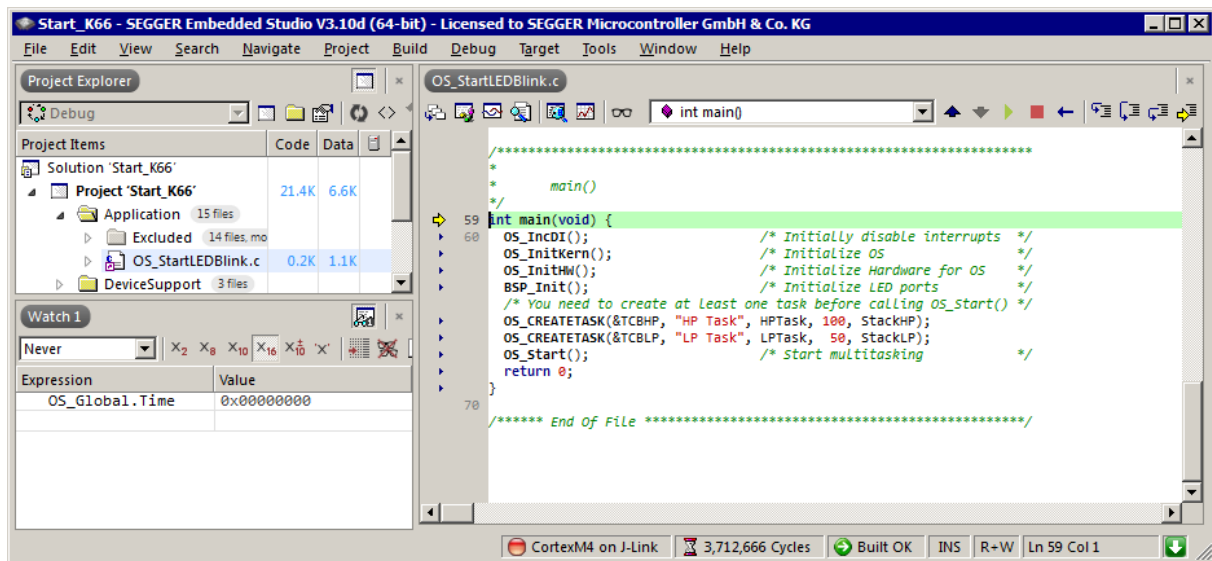 Start_K66 - SEGGER Embedded Studio V3.10d (64-bit) - Licensed to SEGGER Microcontroller GmbH & Co. KG
File Edit View Search Navigate Project Build Debug Target Tools Window Help
Project Explorer
Debug
Project Items Code Data
Solution 'Start_K66'
Project 'Start_K66' 21.4K 6.6K
Application 15 files
Excluded 14 files, mo
OS_StartLEDBlink.c 0.2K 1.1K
DeviceSupport 3 files
Watch 1
Never X2 X8 X10 X16 X±10 'X'
Expression Value
OS_Global.Time 0x00000000
OS_StartLEDBlink.c
int main()
/*********************************************************************
*
* main()
*/
59 int main(void) {
60 OS_IncDI(); /* Initially disable interrupts */
OS_InitKern(); /* Initialize OS */
OS_InitHW(); /* Initialize Hardware for OS */
BSP_Init(); /* Initialize LED ports */
/* You need to create at least one task before calling OS_Start() */
OS_CREATETASK(&TCBHP, "HP Task", HPTask, 100, StackHP);
OS_CREATETASK(&TCBLP, "LP Task", LPTask, 50, StackLP);
OS_Start(); /* Start multitasking */
return 0;
}
70
/****** End Of File *************************************************/
CortexM4 on J-Link 3,712,666 Cycles Built OK INS R+W Ln 59 Col 1